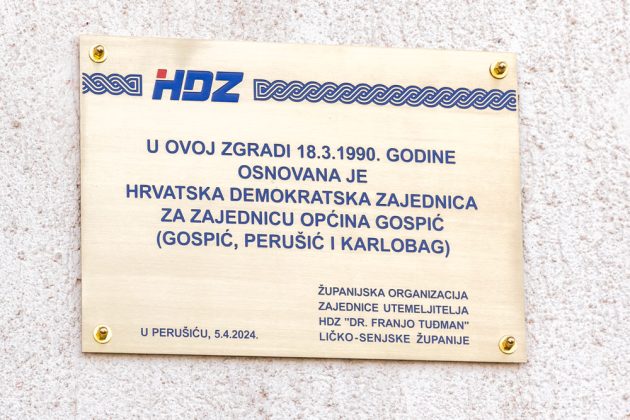 HDZ
U OVOJ ZGRADI 18.3.1990. GODINE
OSNOVANA JE
HRVATSKA DEMOKRATSKA ZAJEDNICA
ZA ZAJEDNICU OPĆINA GOSPIĆ
(GOSPIĆ, PERUŠIĆ I KARLOBAG)
ŽUPANIJSKA ORGANIZACIJA
ZAJEDNICE UTEMELJITELJA
HDZ "DR. FRANJO TUĐMAN"
LIČKO-SENJSKE ŽUPANIJE
U PERUŠIĆU, 5.4.2024.